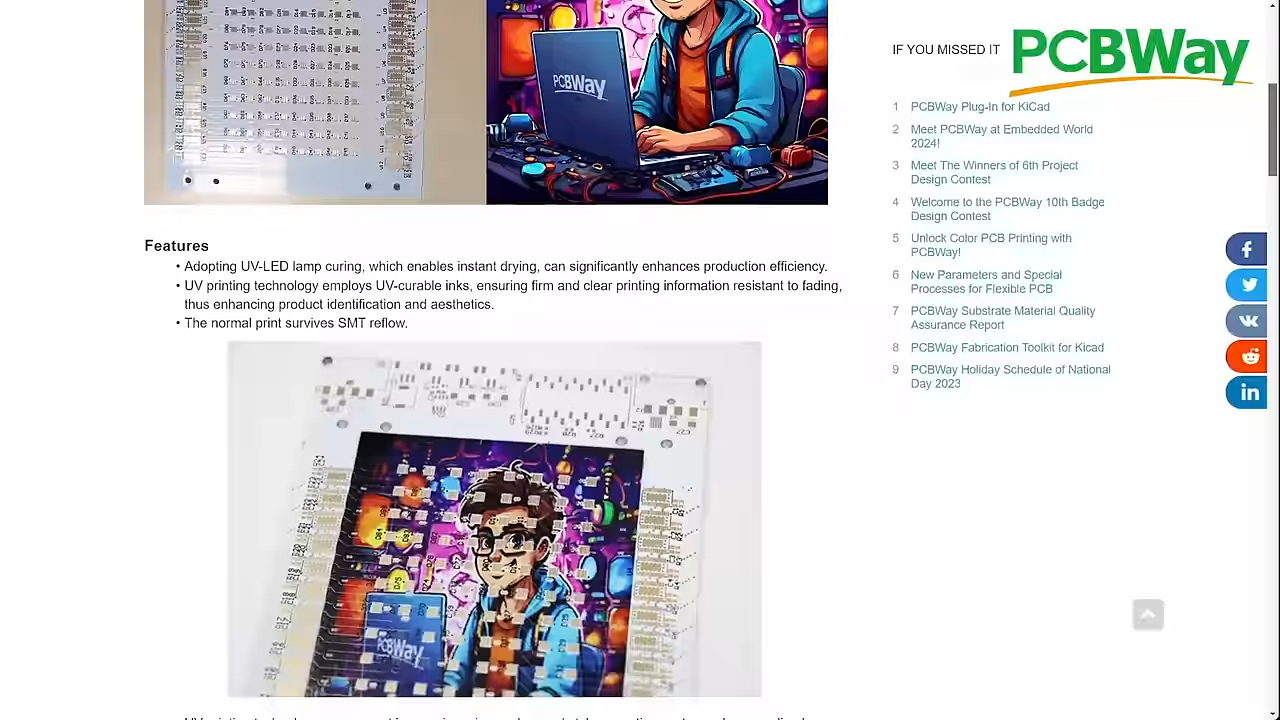 PCBWay
IF YOU MISSED IT
PCBWay
1 PCBWay Plug-In for KiCad
2 Meet PCBWay at Embedded World
2024!
3 Meet The Winners of 6th Project
Design Contest
4 Welcome to the PCBWay 10th Badge
Design Contest
5 Unlock Color PCB Printing with
PCBWay!
6 New Parameters and Special
Processes for Flexible PCB
7 PCBWay Substrate Material Quality
Assurance Report
8 PCBWay Fabrication Toolkit for Kicad
9 PCBWay Holiday Schedule of National
Day 2023
Features
• Adopting UV-LED lamp curing, which enables instant drying, can significantly enhances production efficiency.
• UV printing technology employs UV-curable inks, ensuring firm and clear printing information resistant to fading,
thus enhancing product identification and aesthetics.
• The normal print survives SMT reflow.
PCBWay